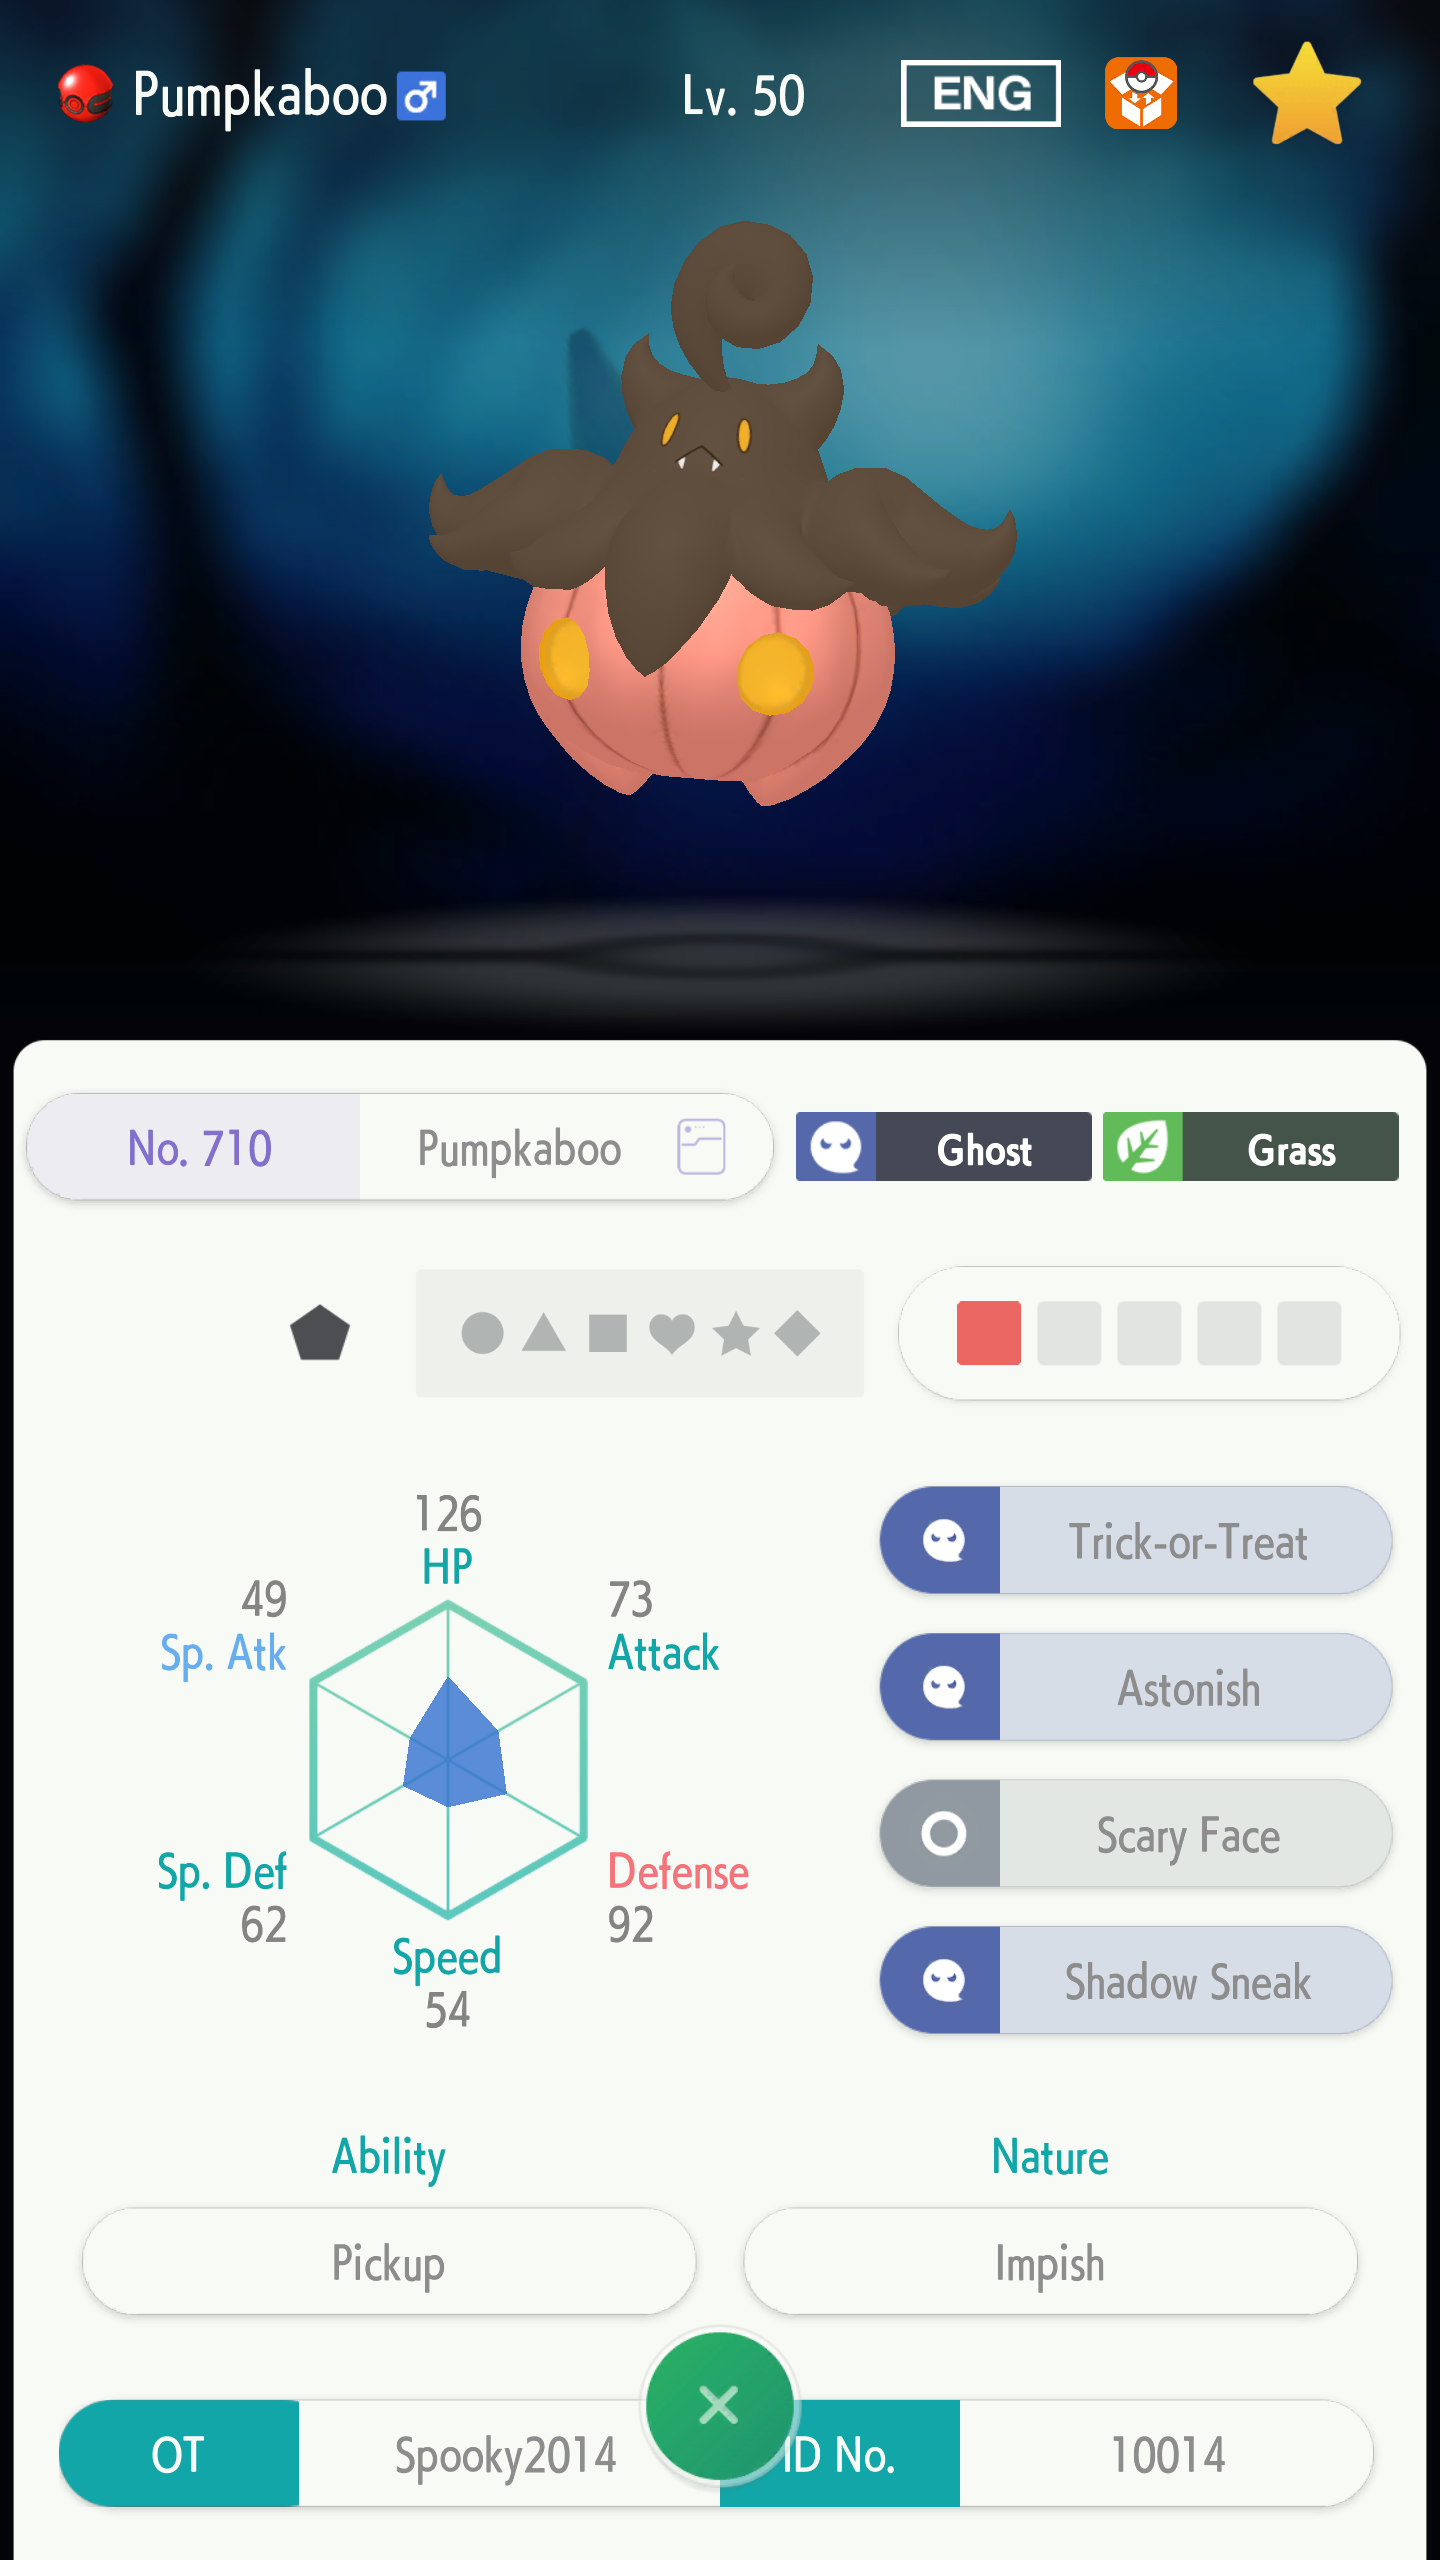 Pumpkaboo♂ Lv. 50 ENG
No. 710 Pumpkaboo Ghost Grass
126
HP
49
Sp. Atk
73
Attack
Sp. Def
62
Defense
92
Speed
54
Trick-or-Treat
Astonish
Scary Face
Shadow Sneak
Ability
Pickup
Nature
Impish
OT Spooky2014 ID No. 10014